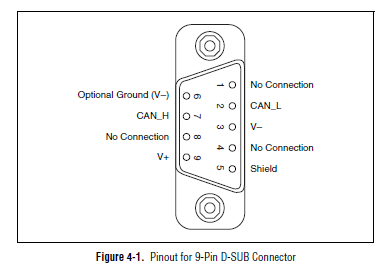 1 No Connection
Optional Ground (V–) 6
2 CAN_L
CAN_H 7
3 V–
No Connection 8
4 No Connection
V+ 9
5 Shield
Figure 4-1. Pinout for 9-Pin D-SUB Connector